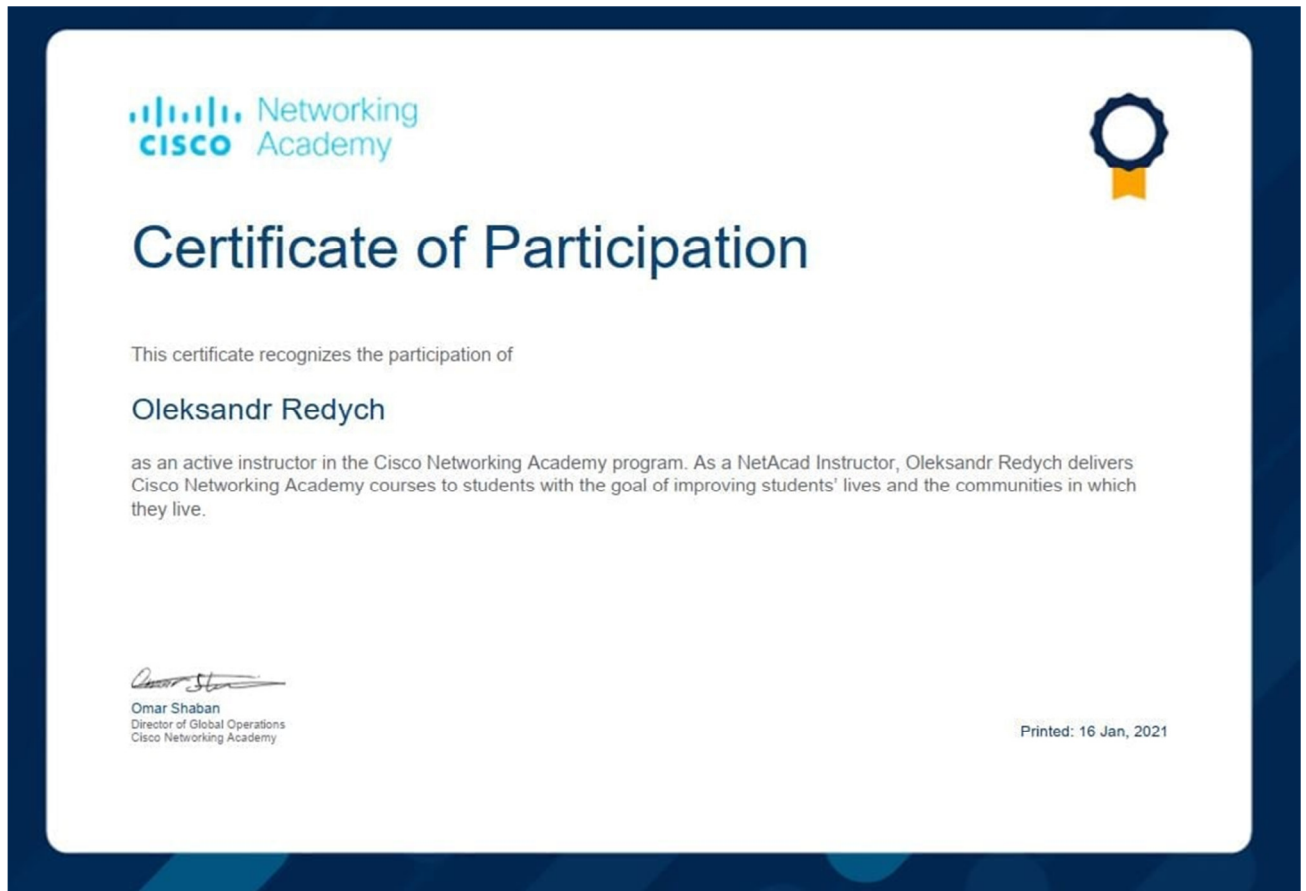 Networking
CISCO Academy
Certificate of Participation
This certificate recognizes the participation of
Oleksandr Redych
as an active instructor in the Cisco Networking Academy program. As a NetAcad Instructor, Oleksandr Redych delivers
Cisco Networking Academy courses to students with the goal of improving students' lives and the communities in which
they live.
Omar Shaban
Director of Global Operations
Cisco Networking Academy
Printed: 16 Jan, 2021